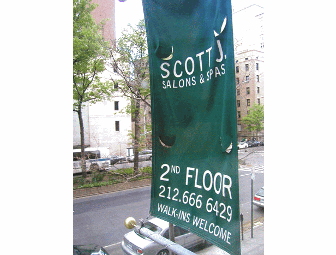 SCOTT J.
SALONS & SPAS
2ND FLOOR
212.666 6429
WALK-INS WELCOME